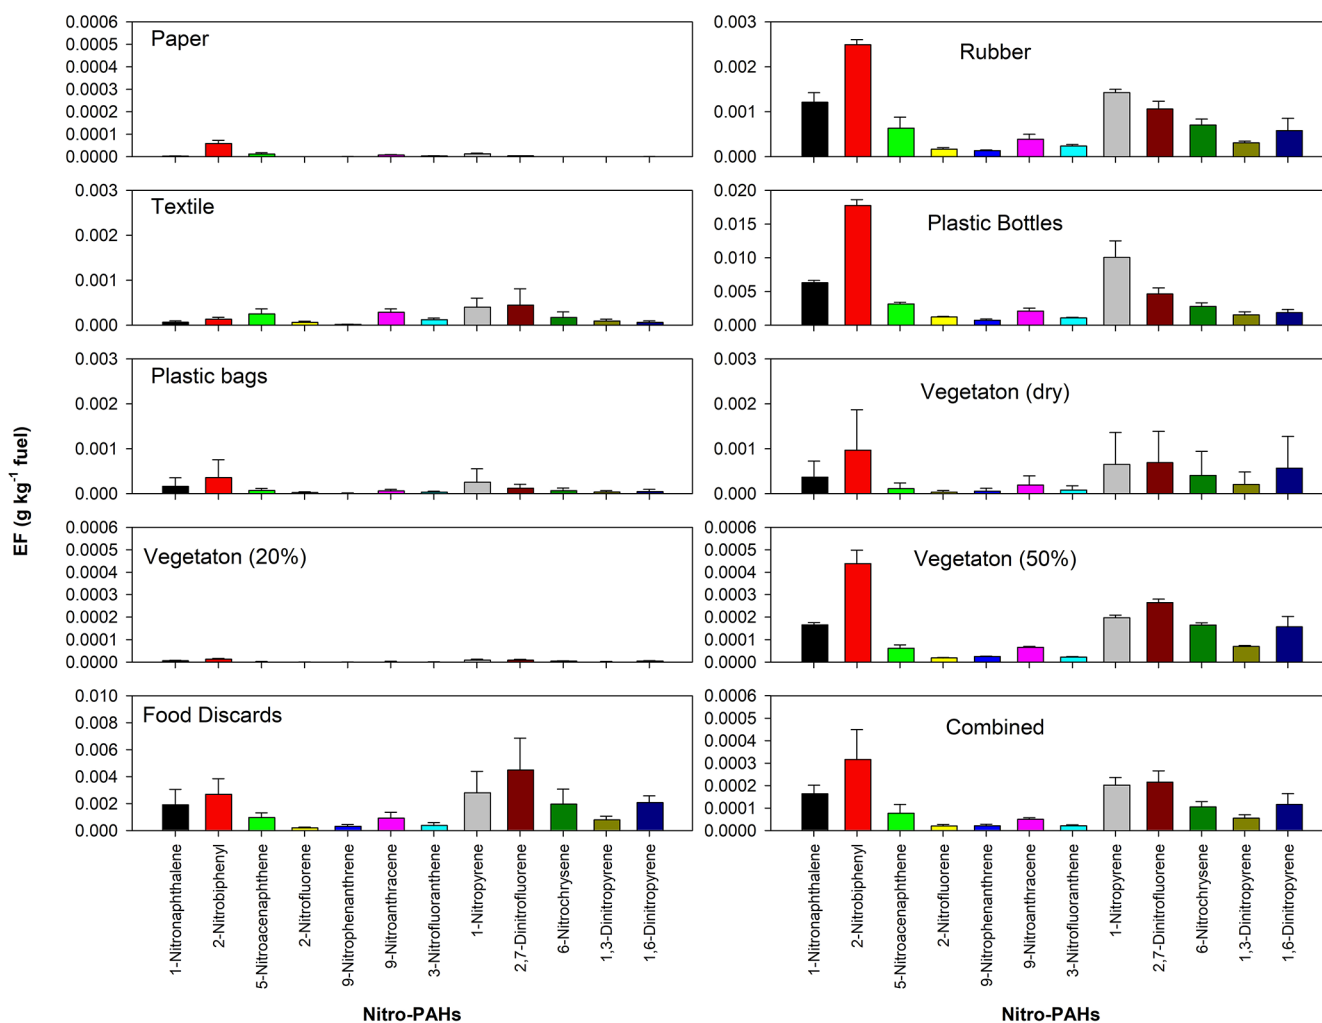 EF (g kg-1 fuel)
Paper
0.0006
0.0005
0.0004
0.0003
0.0002
0.0001
0.0000
Rubber
0.003
0.002
0.001
0.000
Textile
0.003
0.002
0.001
0.000
Plastic Bottles
0.020
0.015
0.010
0.005
0.000
Plastic bags
0.003
0.002
0.001
0.000
Vegetaton (dry)
0.003
0.002
0.001
0.000
Vegetaton (20%)
0.0006
0.0005
0.0004
0.0003
0.0002
0.0001
0.0000
Vegetaton (50%)
0.0006
0.0005
0.0004
0.0003
0.0002
0.0001
0.0000
Food Discards
0.010
0.008
0.006
0.004
0.002
0.000
Combined
0.0006
0.0005
0.0004
0.0003
0.0002
0.0001
0.0000
1-Nitronaphthalene
2-Nitrobiphenyl
5-Nitroacenaphthene
2-Nitrofluorene
9-Nitrophenanthrene
9-Nitroanthracene
3-Nitrofluoranthene
1-Nitropyrene
2,7-Dinitrofluorene
6-Nitrochrysene
1,3-Dinitropyrene
1,6-Dinitropyrene
Nitro-PAHs
1-Nitronaphthalene
2-Nitrobiphenyl
5-Nitroacenaphthene
2-Nitrofluorene
9-Nitrophenanthrene
9-Nitroanthracene
3-Nitrofluoranthene
1-Nitropyrene
2,7-Dinitrofluorene
6-Nitrochrysene
1,3-Dinitropyrene
1,6-Dinitropyrene
Nitro-PAHs